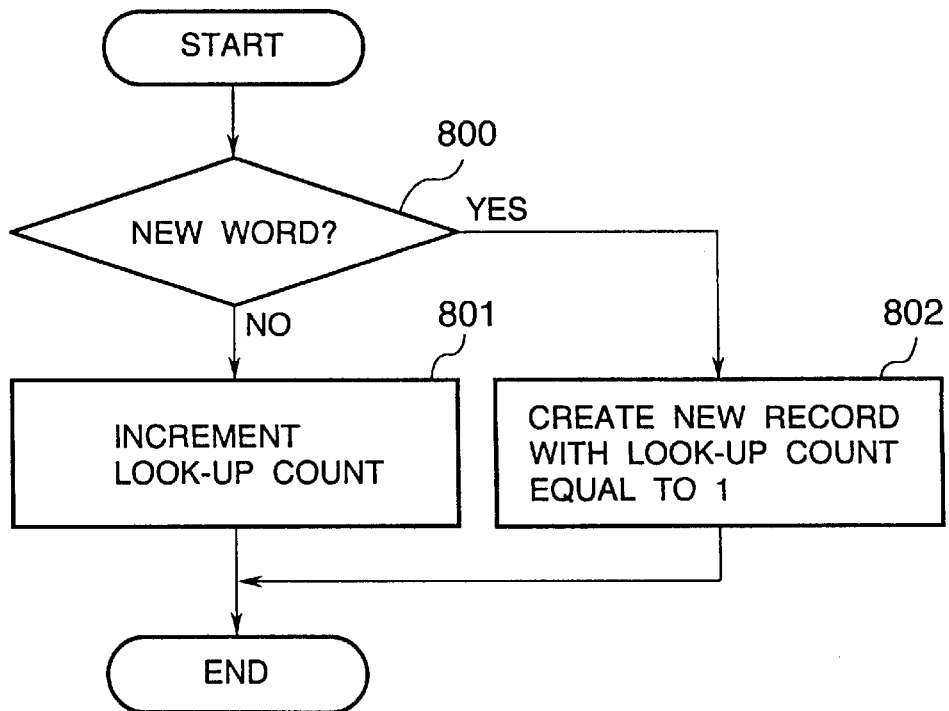 START
800
NEW WORD?
YES
NO
801
802
INCREMENT
LOOK-UP COUNT
CREATE NEW RECORD
WITH LOOK-UP COUNT
EQUAL TO 1
END